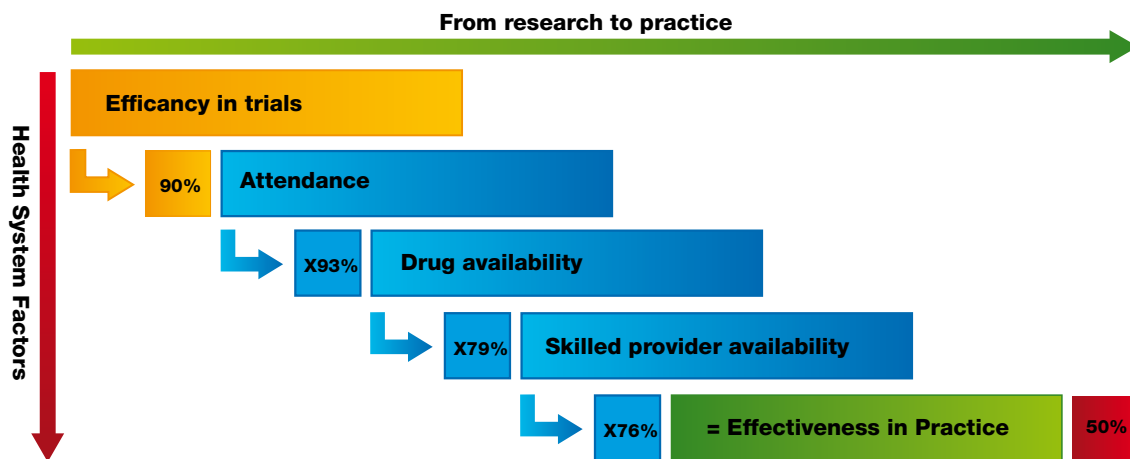 From research to practice
Health System Factors
Efficancy in trials
90%
Attendance
X93%
Drug availability
X79%
Skilled provider availability
X76%
= Effectiveness in Practice
50%